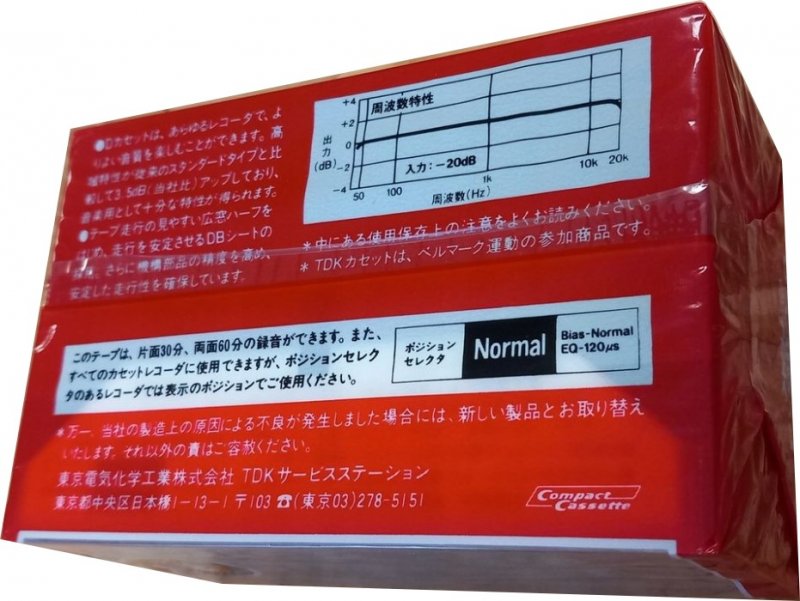 ●Dカセットは、あらゆるレコーダで、よ
りよい音質を楽しむことができます。高
域特性が従来のスタンダードタイプと比
較して3.5dB(当社比)アップしており、
音楽用として十分な特性が得られます。
●テープ走行の見やすい広窓ハーフを
はじめ、走行を安定させるDBシートの
さらに機構部品の精度を高め、
安定した走行性を確保しています。
周波数特性
+4
+2
0
-2
-4
出力
(dB)
入力：-20dB
50
100
1k
10k
20k
周波数(Hz)
＊中にある使用保存上の注意をよくお読みください。
＊TDKカセットは、ベルマーク運動の参加商品です。
このテープは、片面30分、両面60分の録音ができます。また、
すべてのカセットレコーダに使用できますが、ポジションセレク
タのあるレコーダでは表示のポジションでご使用ください。
ポジション
セレクタ
Normal
Bias-Normal
EQ-120μs
＊万一、当社の製造上の原因による不良が発生しました場合には、新しい製品とお取り替え
いたします。それ以外の責はご容赦ください。
東京電気化学工業株式会社 TDKサービスステーション
東京都中央区日本橋1-13-1 〒103 ☎(東京03)278-5151
Compact
Cassette